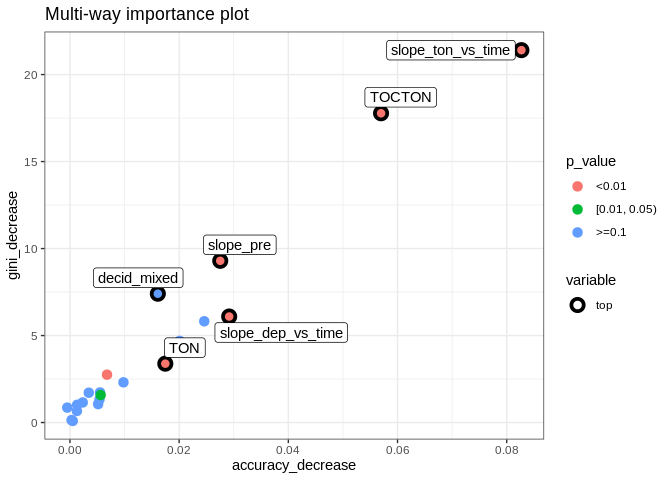 Multi-way importance plot
gini_decrease
20
15
10
5
0
slope_ton_vs_time
TOCTON
slope_pre
decid_mixed
slope_dep_vs_time
TON
0.00
0.02
0.04
0.06
0.08
accuracy_decrease
p_value
<0.01
[0.01, 0.05)
>=0.1
variable
top